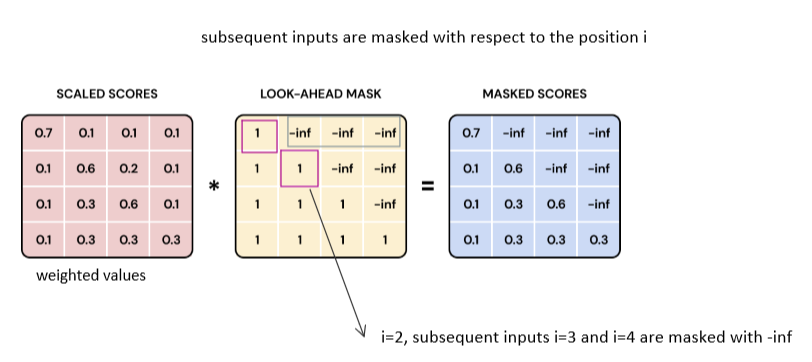 subsequent inputs are masked with respect to the position i
SCALED SCORES
LOOK-AHEAD MASK
MASKED SCORES
0.7 0.1 0.1 0.1
0.1 0.6 0.2 0.1
0.1 0.3 0.6 0.1
0.1 0.3 0.3 0.3
*
1 -inf -inf -inf
1 1 -inf -inf
1 1 1 -inf
1 1 1 1
=
0.7 -inf -inf -inf
0.1 0.6 -inf -inf
0.1 0.3 0.6 -inf
0.1 0.3 0.3 0.3
weighted values
i=2, subsequent inputs i=3 and i=4 are masked with -inf